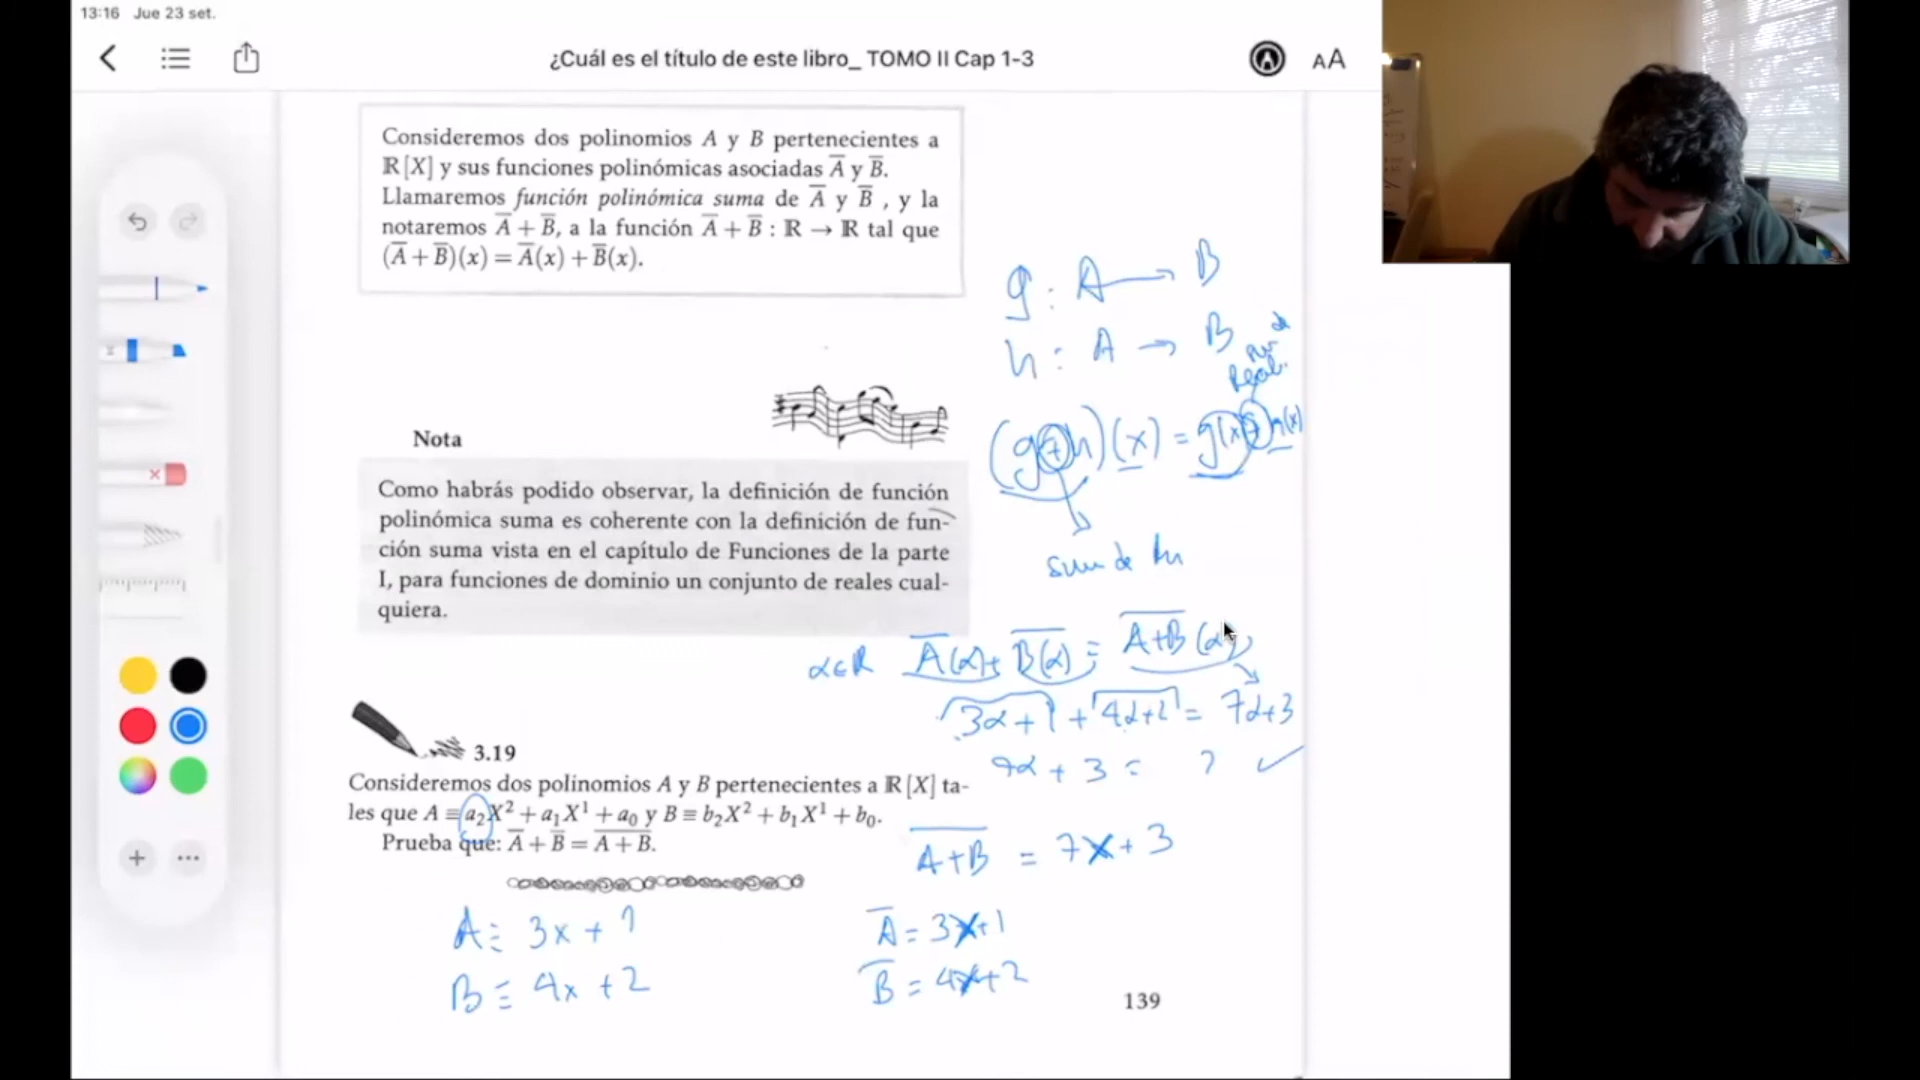 13:16 Jue 23 set.
¿Cuál es el título de este libro_ TOMO II Cap 1-3
AA
Consideremos dos polinomios A y B pertenecientes a
ℝ[X] y sus funciones polinómicas asociadas A̅ y B̅.
Llamaremos función polinómica suma de A̅ y B̅ , y la
notaremos A̅ + B̅, a la función A̅ + B̅ : ℝ → ℝ tal que
(A̅ + B̅)(x) = A̅(x) + B̅(x).
g : A → B
h : A → B
Real.
(g+h)(x) = g(x)+h(x)
Nota
Como habrás podido observar, la definición de función
polinómica suma es coherente con la definición de fun-
ción suma vista en el capítulo de Funciones de la parte
I, para funciones de dominio un conjunto de reales cual-
quiera.
de
α∈R A̅(α)+ B̅(α) = A̅+̅B̅ (α)
3α+1 + 4α+2 = 7α+3
7α + 3 = ? ✓
3.19
Consideremos dos polinomios A y B pertenecientes a ℝ[X] ta-
les que A ≡ a₂X² + a₁X¹ + a₀ y B ≡ b₂X² + b₁X¹ + b₀.
Prueba que: A̅ + B̅ = A̅ ̅+̅ ̅B̅.
A̅+̅B̅ = 7x + 3
A ≡ 3x + 1
A̅ = 3x+1
B ≡ 4x + 2
B̅ = 4x+2
139